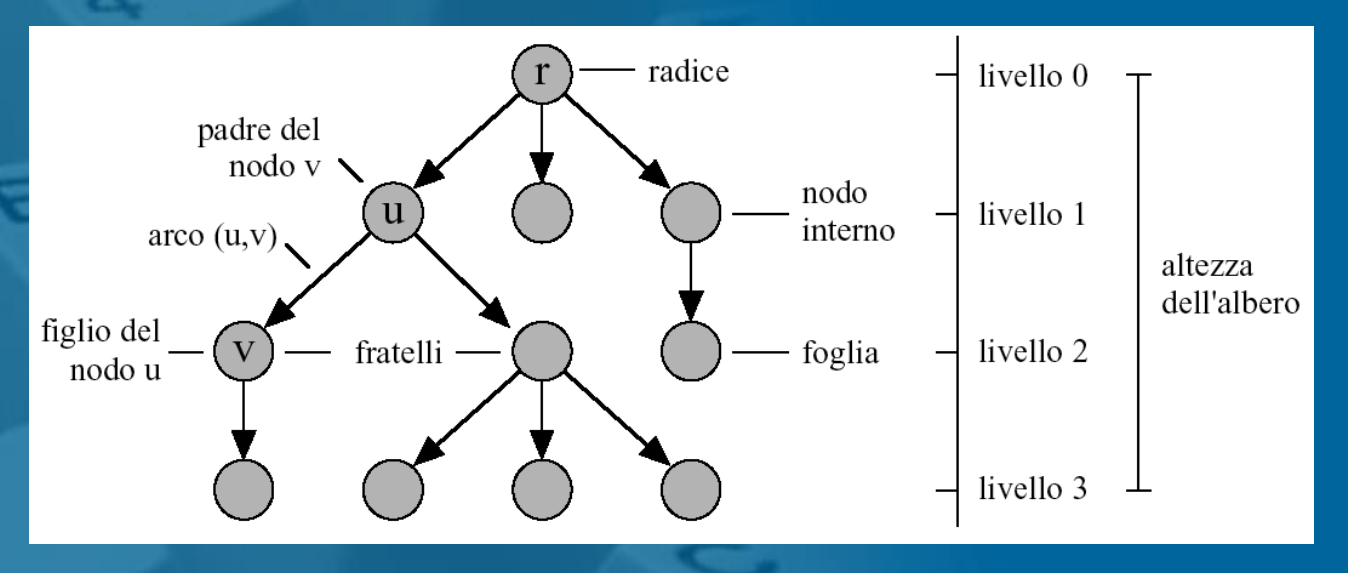 r
radice
livello 0
padre del
nodo v
u
nodo
interno
livello 1
arco (u,v)
altezza
dell'albero
figlio del
nodo u
v
fratelli
foglia
livello 2
livello 3